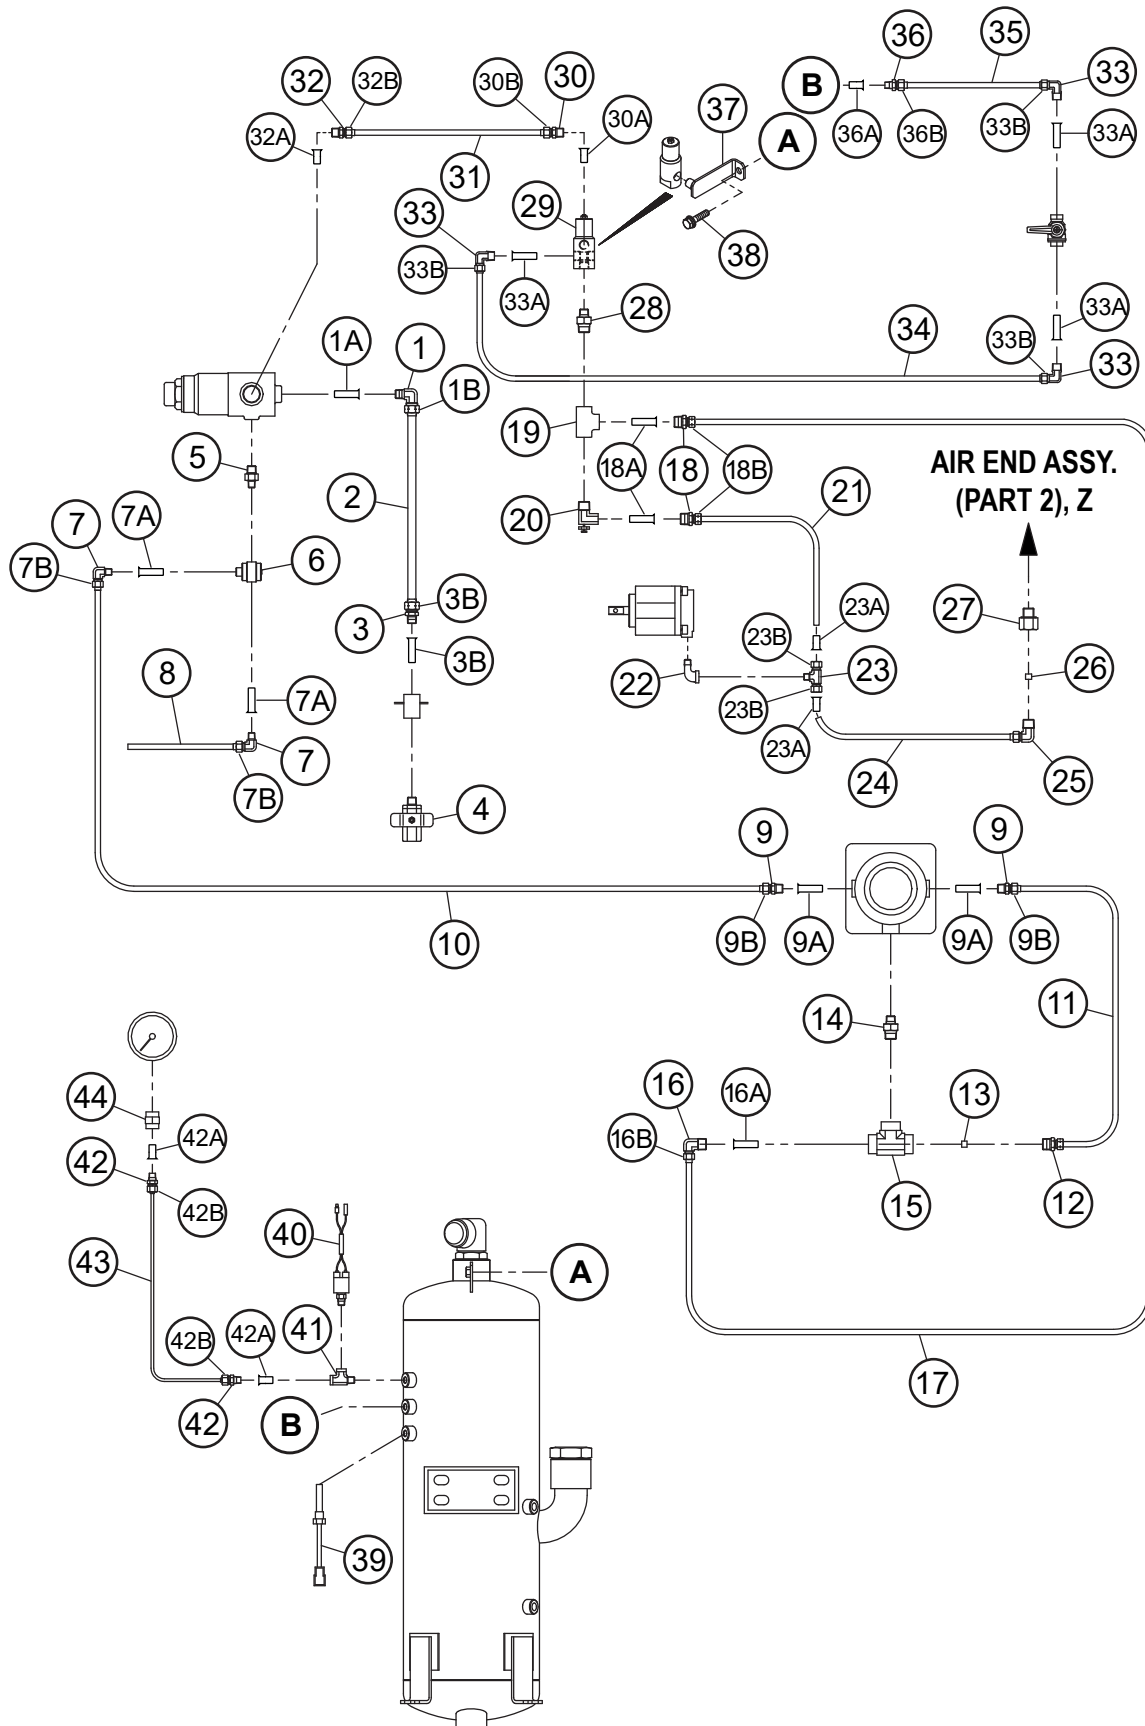 36
35
33
B
32
32B
30B
30
37
32A
30A
36A
36B
33B
33A
A
31
29
33
38
33B
33A
28
33A
1A
1
34
33B
33
1B
19
5
18A
18
18B
AIR END ASSY.
(PART 2), Z
2
21
20
7
7A
7B
6
27
23A
3
3B
23B
3B
22
23
26
8
7A
23B
23A
7
24
25
7B
4
9
9
10
9B
9A
9A
9B
11
14
44
16
16A
13
42A
16B
42
42B
15
12
40
43
A
42B
42A
41
17
42
B
39